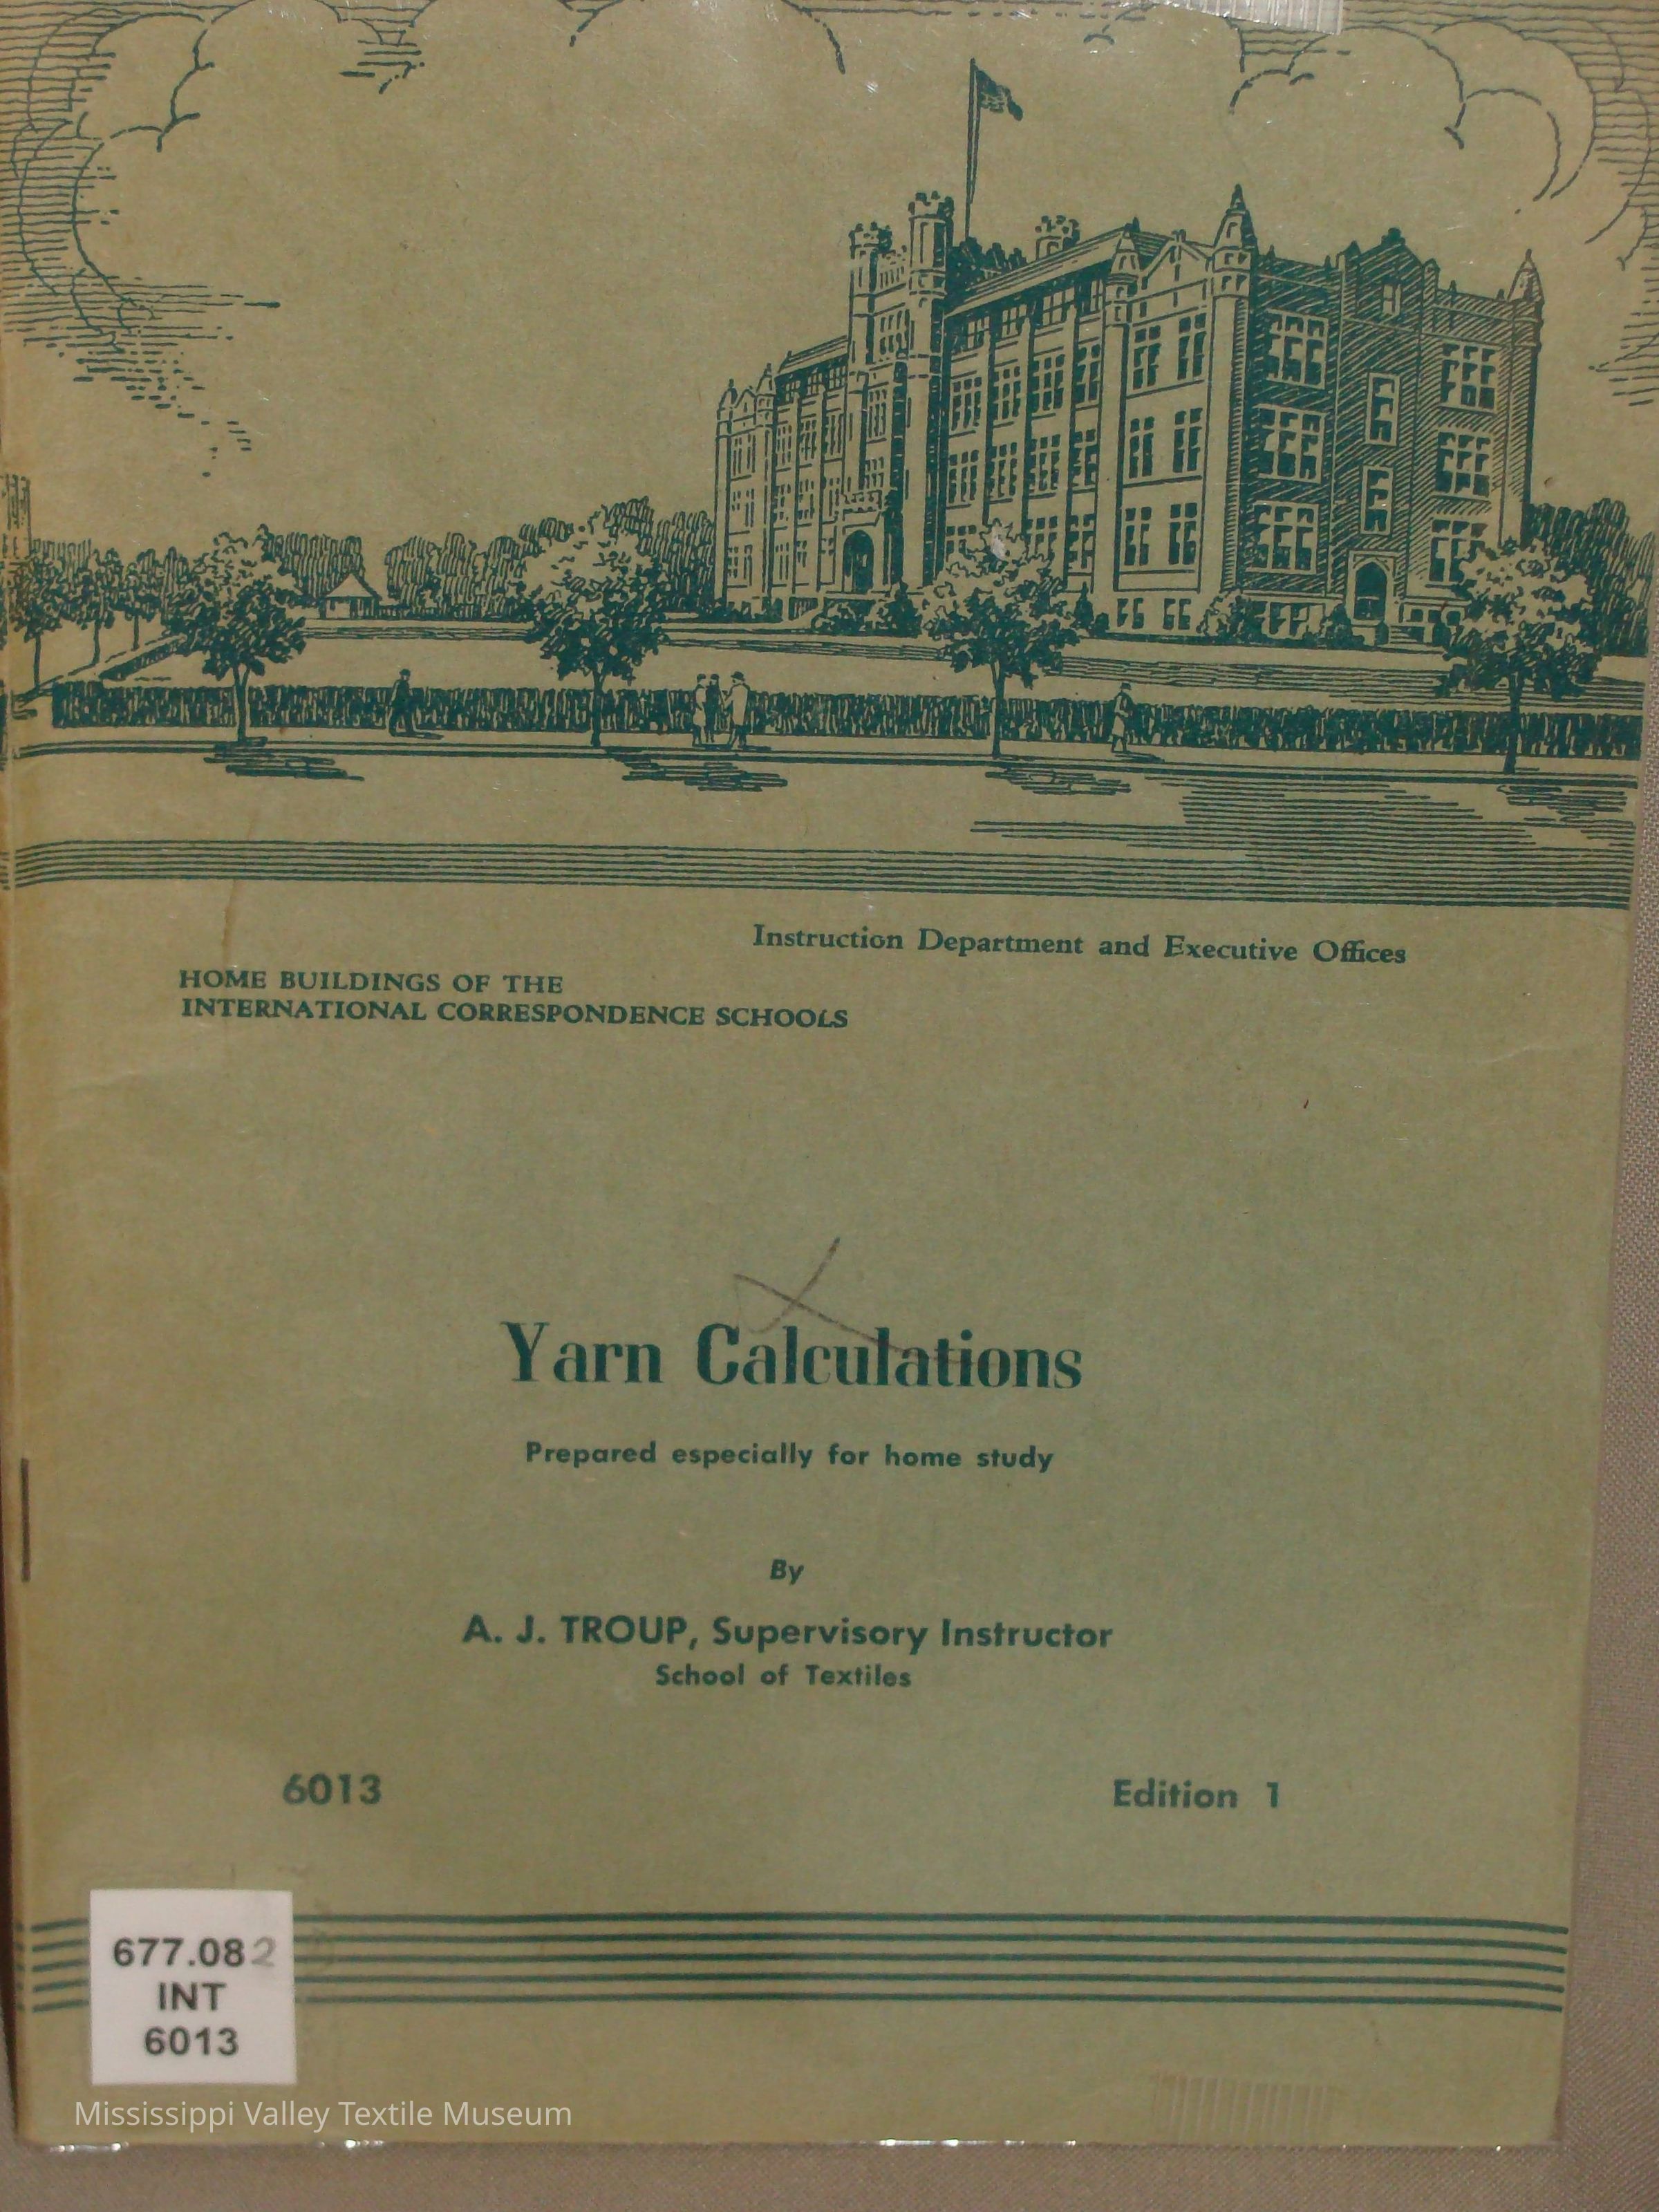 Instruction Department and Executive Offices
HOME BUILDINGS OF THE
INTERNATIONAL CORRESPONDENCE SCHOOLS
Yarn Calculations
Prepared especially for home study
By
A. J. TROUP, Supervisory Instructor
School of Textiles
6013
Edition 1
677.082
INT
6013
Mississippi Valley Textile Museum